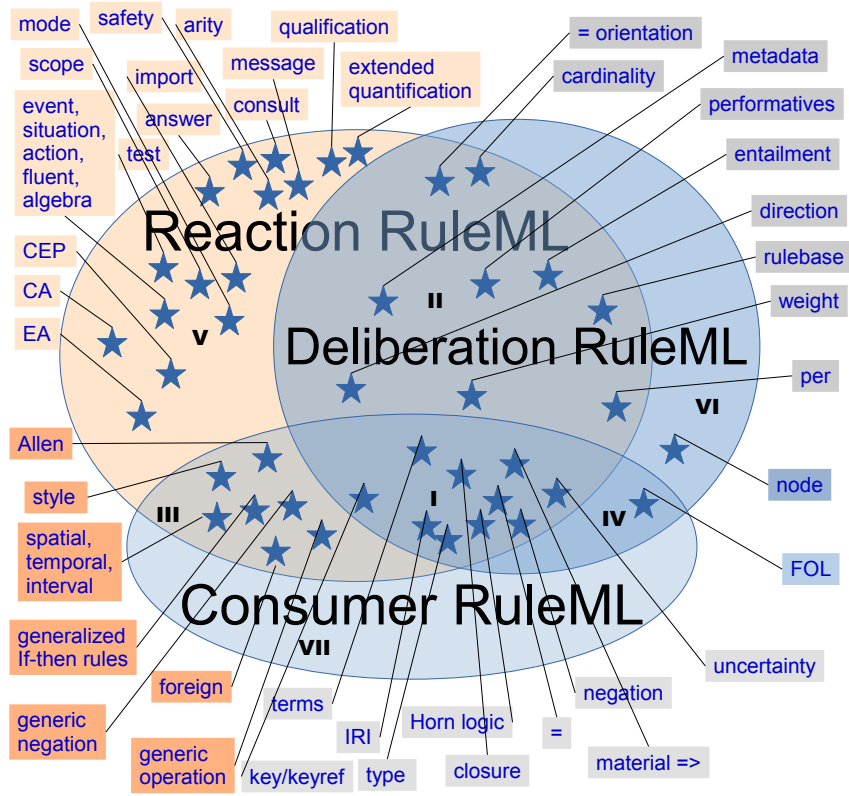 mode
safety
arity
qualification
= orientation
scope
import
message
extended
quantification
cardinality
metadata
event,
situation,
action,
fluent,
algebra
answer
consult
test
performatives
entailment
direction
Reaction RuleML
CEP
rulebase
CA
II
weight
EA
V
Deliberation RuleML
per
VI
Allen
style
node
III
I
IV
spatial,
temporal,
interval
FOL
Consumer RuleML
generalized
If-then rules
VII
uncertainty
foreign
terms
negation
generic
negation
IRI
Horn logic
=
material =>
generic
operation
key/keyref
type
closure